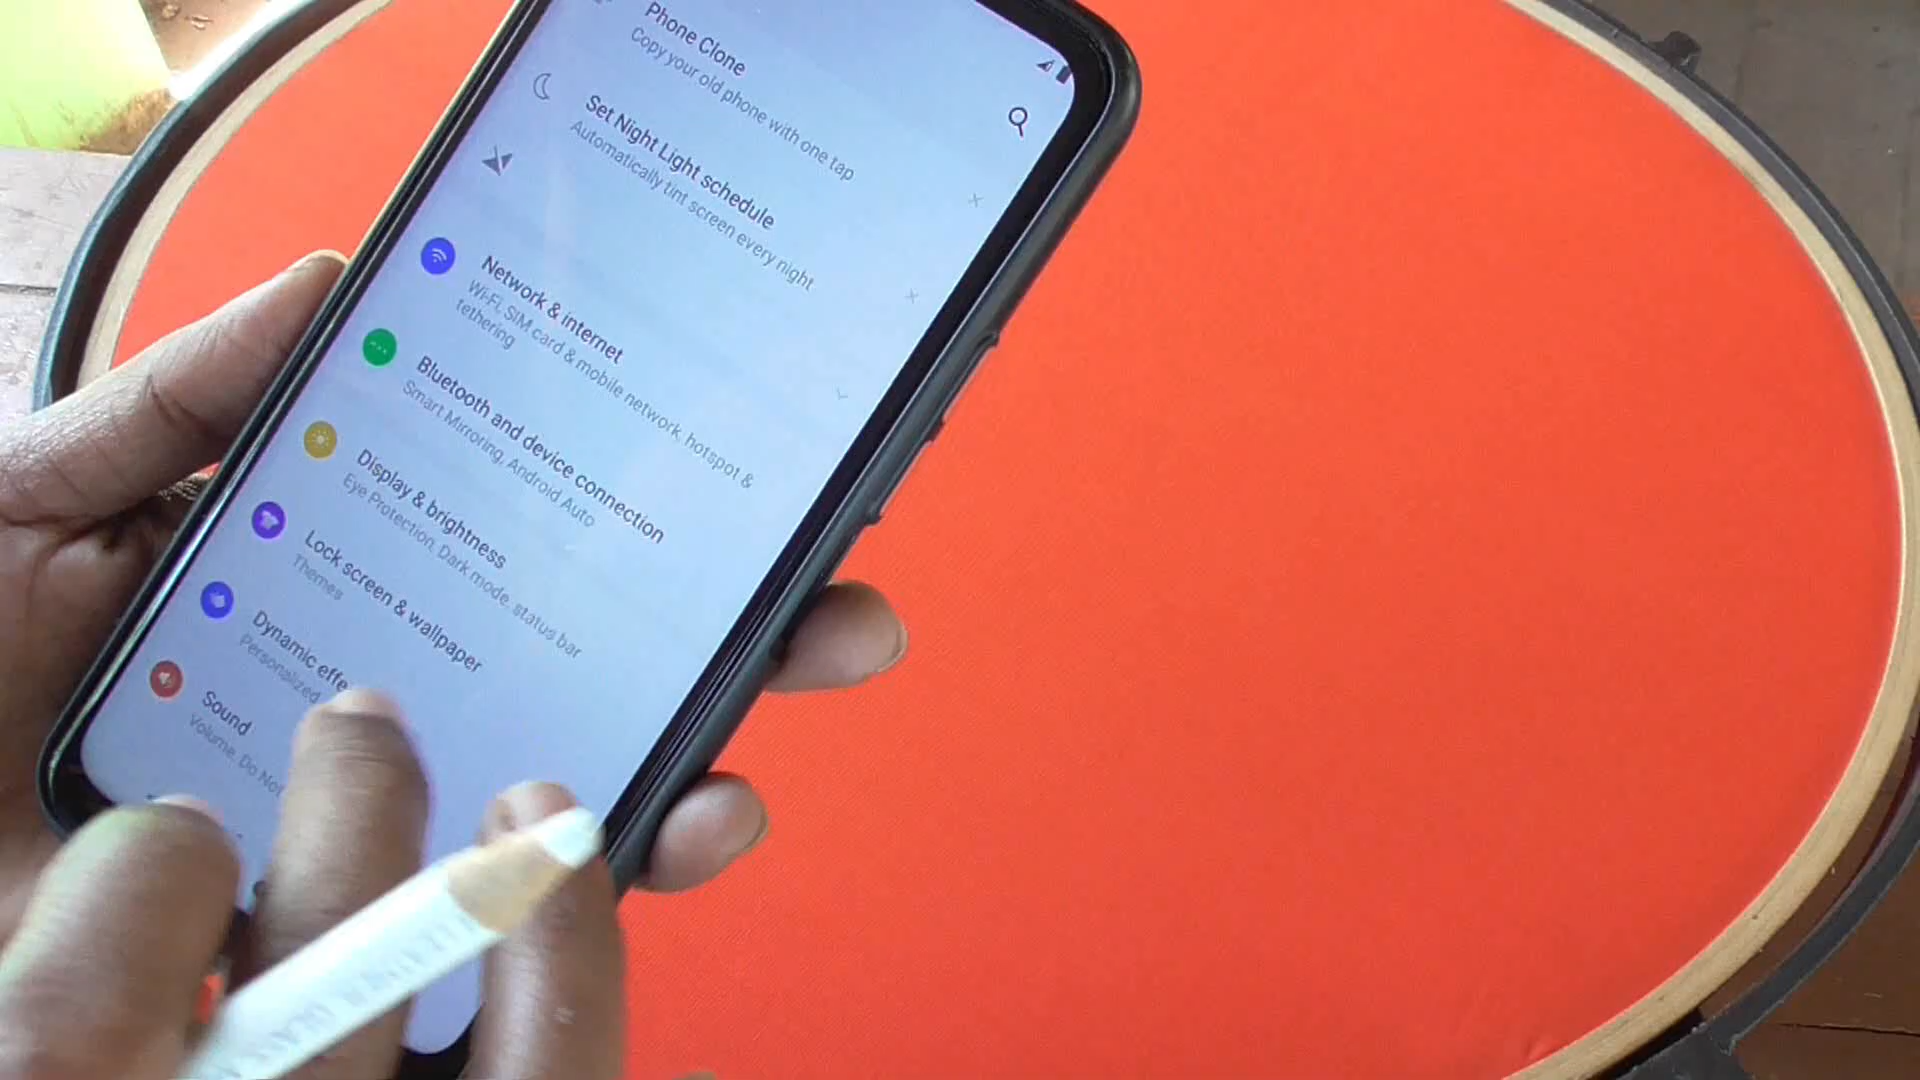 Phone Clone
Copy your old phone with one tap
Set Night Light schedule
Automatically tint screen every night
Network & internet
Wi-Fi, SIM card & mobile network, hotspot &
tethering
Bluetooth and device connection
Smart Mirroring, Android Auto
Display & brightness
Eye Protection, Dark mode, status bar
Lock screen & wallpaper
Themes
Dynamic effe
Personalized
Sound
Volume, Do Not